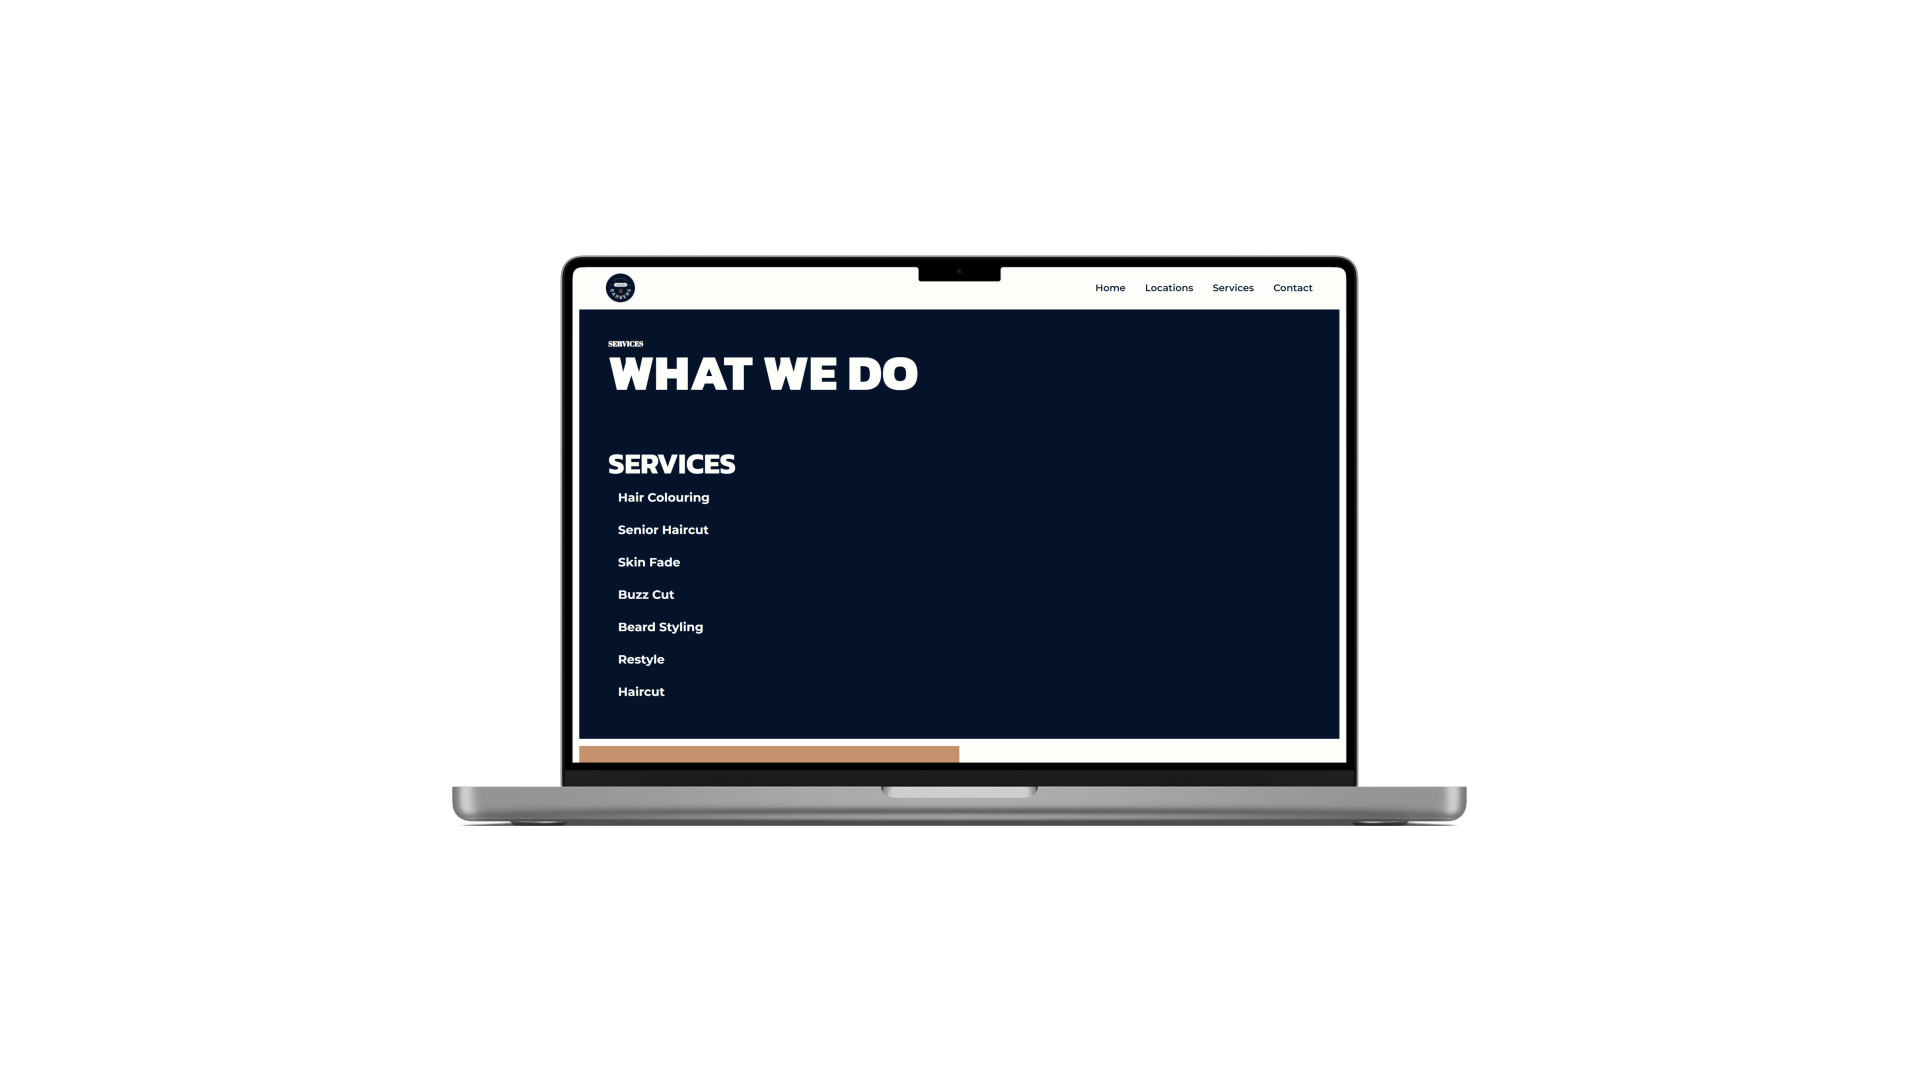 BARBERS
Home Locations Services Contact
SERVICES
WHAT WE DO
SERVICES
Hair Colouring
Senior Haircut
Skin Fade
Buzz Cut
Beard Styling
Restyle
Haircut